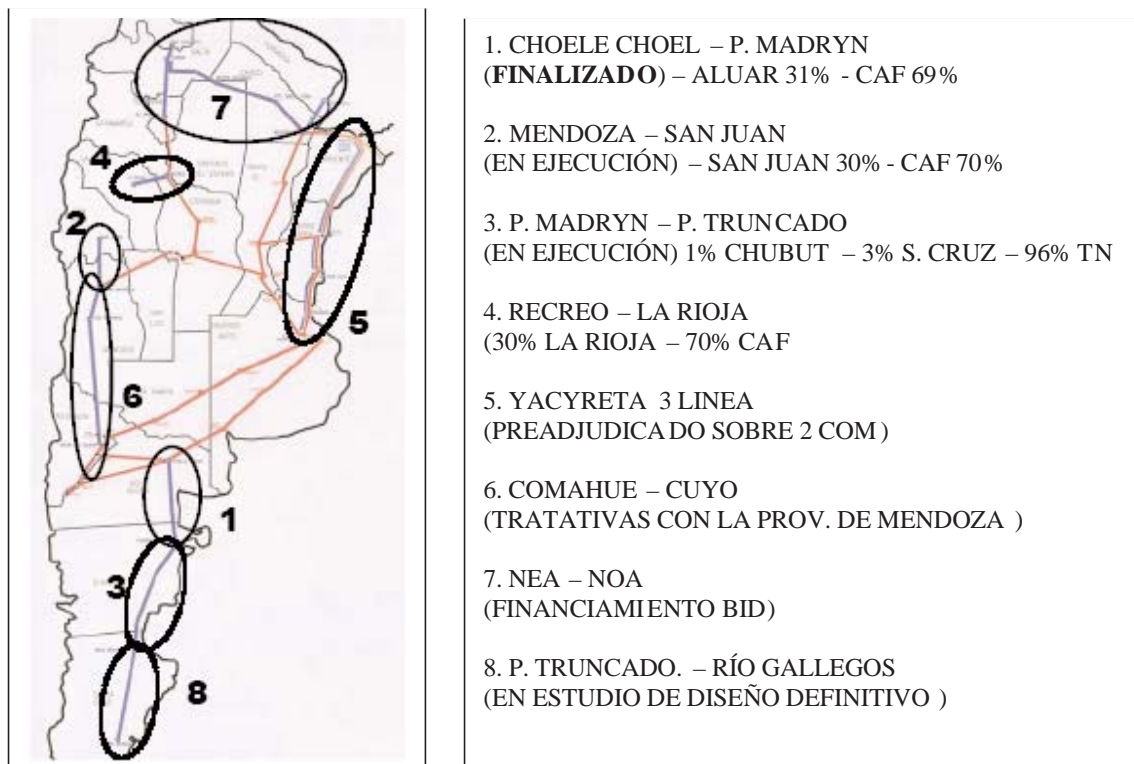 7
4
2
5
6
1
3
8
1. CHOELE CHOEL – P. MADRYN
(FINALIZADO) – ALUAR 31% - CAF 69%
2. MENDOZA – SAN JUAN
(EN EJECUCIÓN) – SAN JUAN 30% - CAF 70%
3. P. MADRYN – P. TRUNCADO
(EN EJECUCIÓN) 1% CHUBUT – 3% S. CRUZ – 96% TN
4. RECREO – LA RIOJA
(30% LA RIOJA – 70% CAF
5. YACYRETA 3 LINEA
(PREADJUDICADO SOBRE 2 COM)
6. COMAHUE – CUYO
(TRATATIVAS CON LA PROV. DE MENDOZA )
7. NEA – NOA
(FINANCIAMIENTO BID)
8. P. TRUNCADO. – RÍO GALLEGOS
(EN ESTUDIO DE DISEÑO DEFINITIVO )